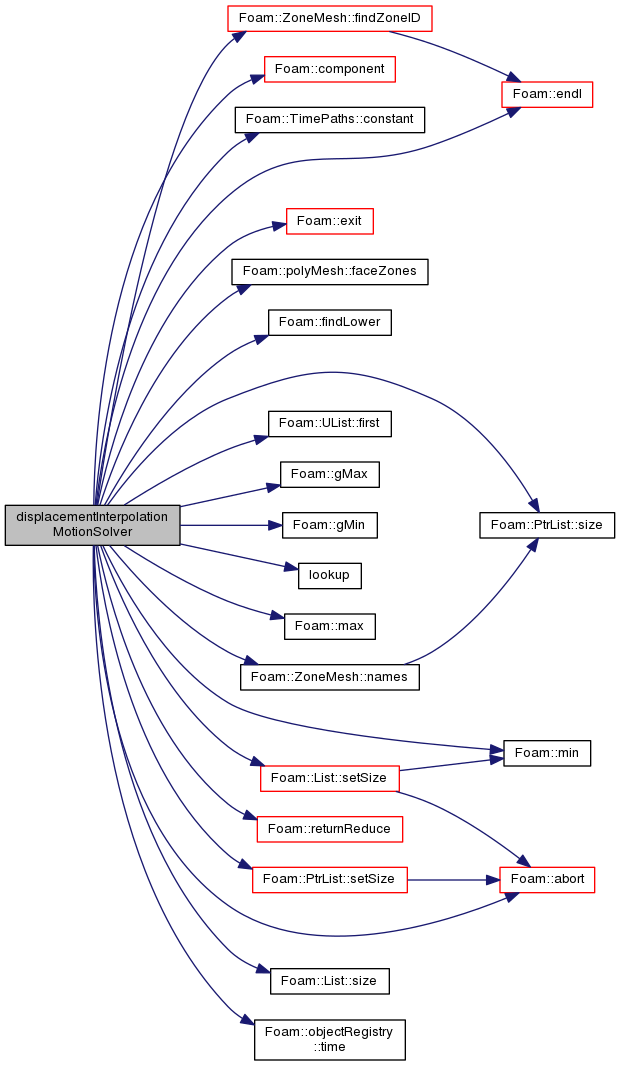 Foam::ZoneMesh::findZoneID
Foam::component
Foam::endl
Foam::TimePaths::constant
Foam::exit
Foam::polyMesh::faceZones
Foam::findLower
Foam::UList::first
Foam::gMax
displacementInterpolation
MotionSolver
Foam::gMin
Foam::PtrList::size
lookup
Foam::max
Foam::ZoneMesh::names
Foam::min
Foam::List::setSize
Foam::returnReduce
Foam::PtrList::setSize
Foam::abort
Foam::List::size
Foam::objectRegistry
::time